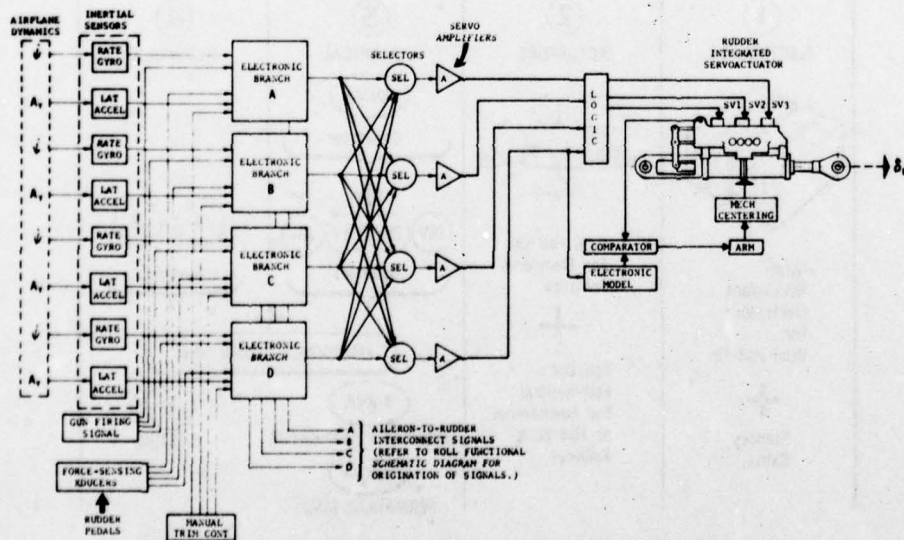 AIRPLANE
DYNAMICS
INERTIAL
SENSORS
SERVO
AMPLIFIERS
SELECTORS
RUDDER
INTEGRATED
SERVOACTUATOR
RATE
GYRO
LAT
ACCEL
RATE
GYRO
LAT
ACCEL
RATE
GYRO
LAT
ACCEL
RATE
GYRO
LAT
ACCEL
ELECTRONIC
BRANCH
A
ELECTRONIC
BRANCH
B
ELECTRONIC
BRANCH
C
ELECTRONIC
BRANCH
D
SEL
SEL
SEL
SEL
A
A
A
A
LOGIC
SV1 SV2 SV3
MECH
CENTERING
COMPARATOR
ARM
ELECTRONIC
MODEL
GUN FIRING
SIGNAL
FORCE-SENSING
XDUCERS
RUDDER
PEDALS
MANUAL
TRIM CONT
A AILERON-TO-RUDDER
B INTERCONNECT SIGNALS
C (REFER TO ROLL FUNCTIONAL
D SCHEMATIC DIAGRAM FOR
ORIGINATION OF SIGNALS.)